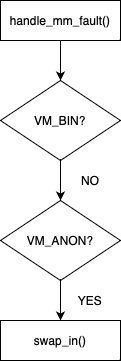 handle_mm_fault()
VM_BIN?
NO
VM_ANON?
YES
swap_in()